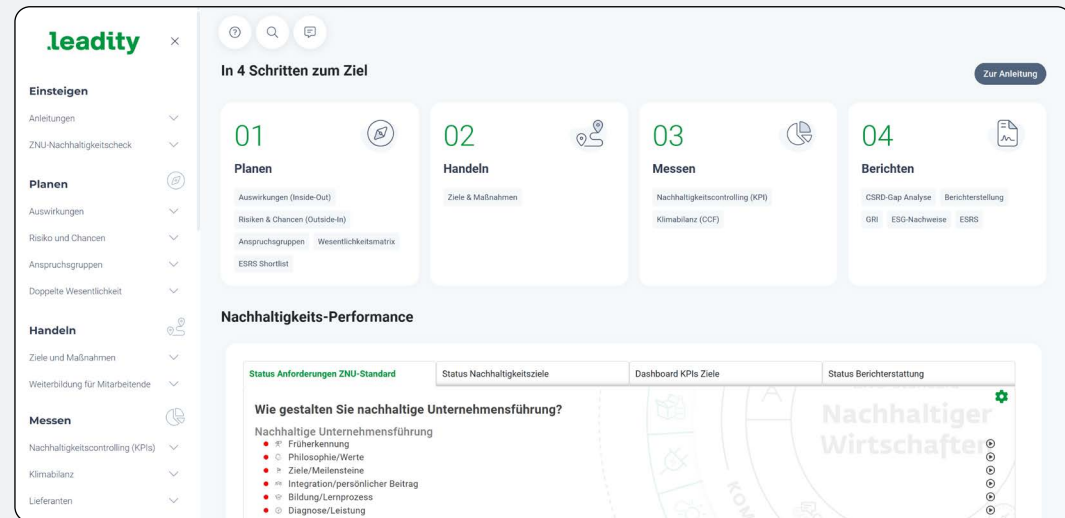 .leadity
Einsteigen
Anleitungen
ZNU-Nachhaltigkeitscheck
Planen
Auswirkungen
Risiko und Chancen
Anspruchsgruppen
Doppelte Wesentlichkeit
Handeln
Ziele und Maßnahmen
Weiterbildung für Mitarbeitende
Messen
Nachhaltigkeitscontrolling (KPIs)
Klimabilanz
Lieferanten
In 4 Schritten zum Ziel
Zur Anleitung
01
Planen
Auswirkungen (Inside-Out)
Risiken & Chancen (Outside-In)
Anspruchsgruppen Wesentlichkeitsmatrix
ESRS Shortlist
02
Handeln
Ziele & Maßnahmen
03
Messen
Nachhaltigkeitscontrolling (KPI)
Klimabilanz (CCF)
04
Berichten
CSRD-Gap Analyse Berichterstellung
GRI ESG-Nachweise ESRS
Nachhaltigkeits-Performance
Status Anforderungen ZNU-Standard
Status Nachhaltigkeitsziele
Dashboard KPIs Ziele
Status Berichterstattung
Wie gestalten Sie nachhaltige Unternehmensführung?
Nachhaltige Unternehmensführung
Früherkennung
Philosophie/Werte
Ziele/Meilensteine
Integration/persönlicher Beitrag
Bildung/Lernprozess
Diagnose/Leistung
Nachhaltiger
Wirtschaften